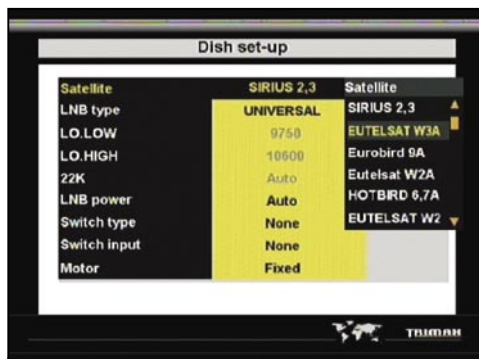 Dish set-up
Satellite SIRIUS 2,3 Satellite
LNB type UNIVERSAL SIRIUS 2,3
LO.LOW 9750 EUTELSAT W3A
LO.HIGH 10600 Eurobird 9A
22K Auto Eutelsat W2A
LNB power Auto HOTBIRD 6,7A
Switch type None EUTELSAT W2
Switch input None
Motor Fixed
TRIMAX